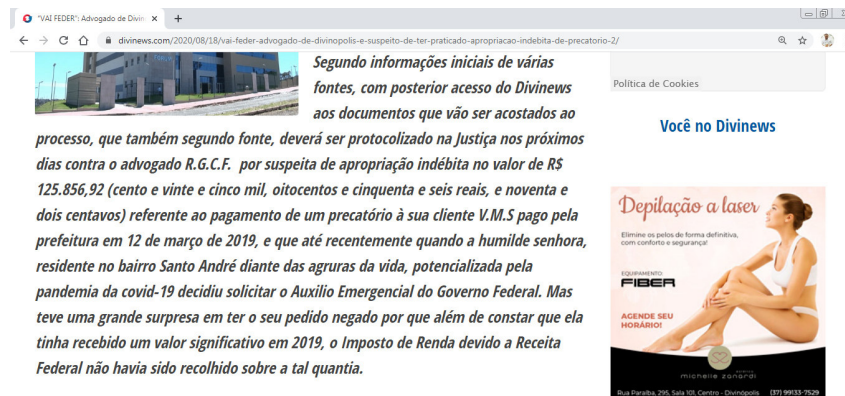 "VAI FEDER": Advogado de Divin
divinews.com/2020/08/18/vai-feder-advogado-de-divinopolis-e-suspeito-de-ter-praticado-apropriacao-indebita-de-precatorio-2/
Segundo informações iniciais de várias
fontes, com posterior acesso do Divinews
aos documentos que vão ser acostados ao
processo, que também segundo fonte, deverá ser protocolizado na Justiça nos próximos
dias contra o advogado R.G.C.F. por suspeita de apropriação indébita no valor de R$
125.856,92 (cento e vinte e cinco mil, oitocentos e cinquenta e seis reais, e noventa e
dois centavos) referente ao pagamento de um precatório à sua cliente V.M.S pago pela
prefeitura em 12 de março de 2019, e que até recentemente quando a humilde senhora,
residente no bairro Santo André diante das agruras da vida, potencializada pela
pandemia da covid-19 decidiu solicitar o Auxilio Emergencial do Governo Federal. Mas
teve uma grande surpresa em ter o seu pedido negado por que além de constar que ela
tinha recebido um valor significativo em 2019, o Imposto de Renda devido a Receita
Federal não havia sido recolhido sobre a tal quantia.
Política de Cookies
Você no Divinews
Depilação a laser
Elimine os pelos de forma definitiva,
com conforto e segurança!
EQUIPAMENTO
FIBER
AGENDE SEU
HORÁRIO!
michelle zanardi
Rua Paraíba, 295, Sala 101, Centro - Divinópolis (37) 99133-7529